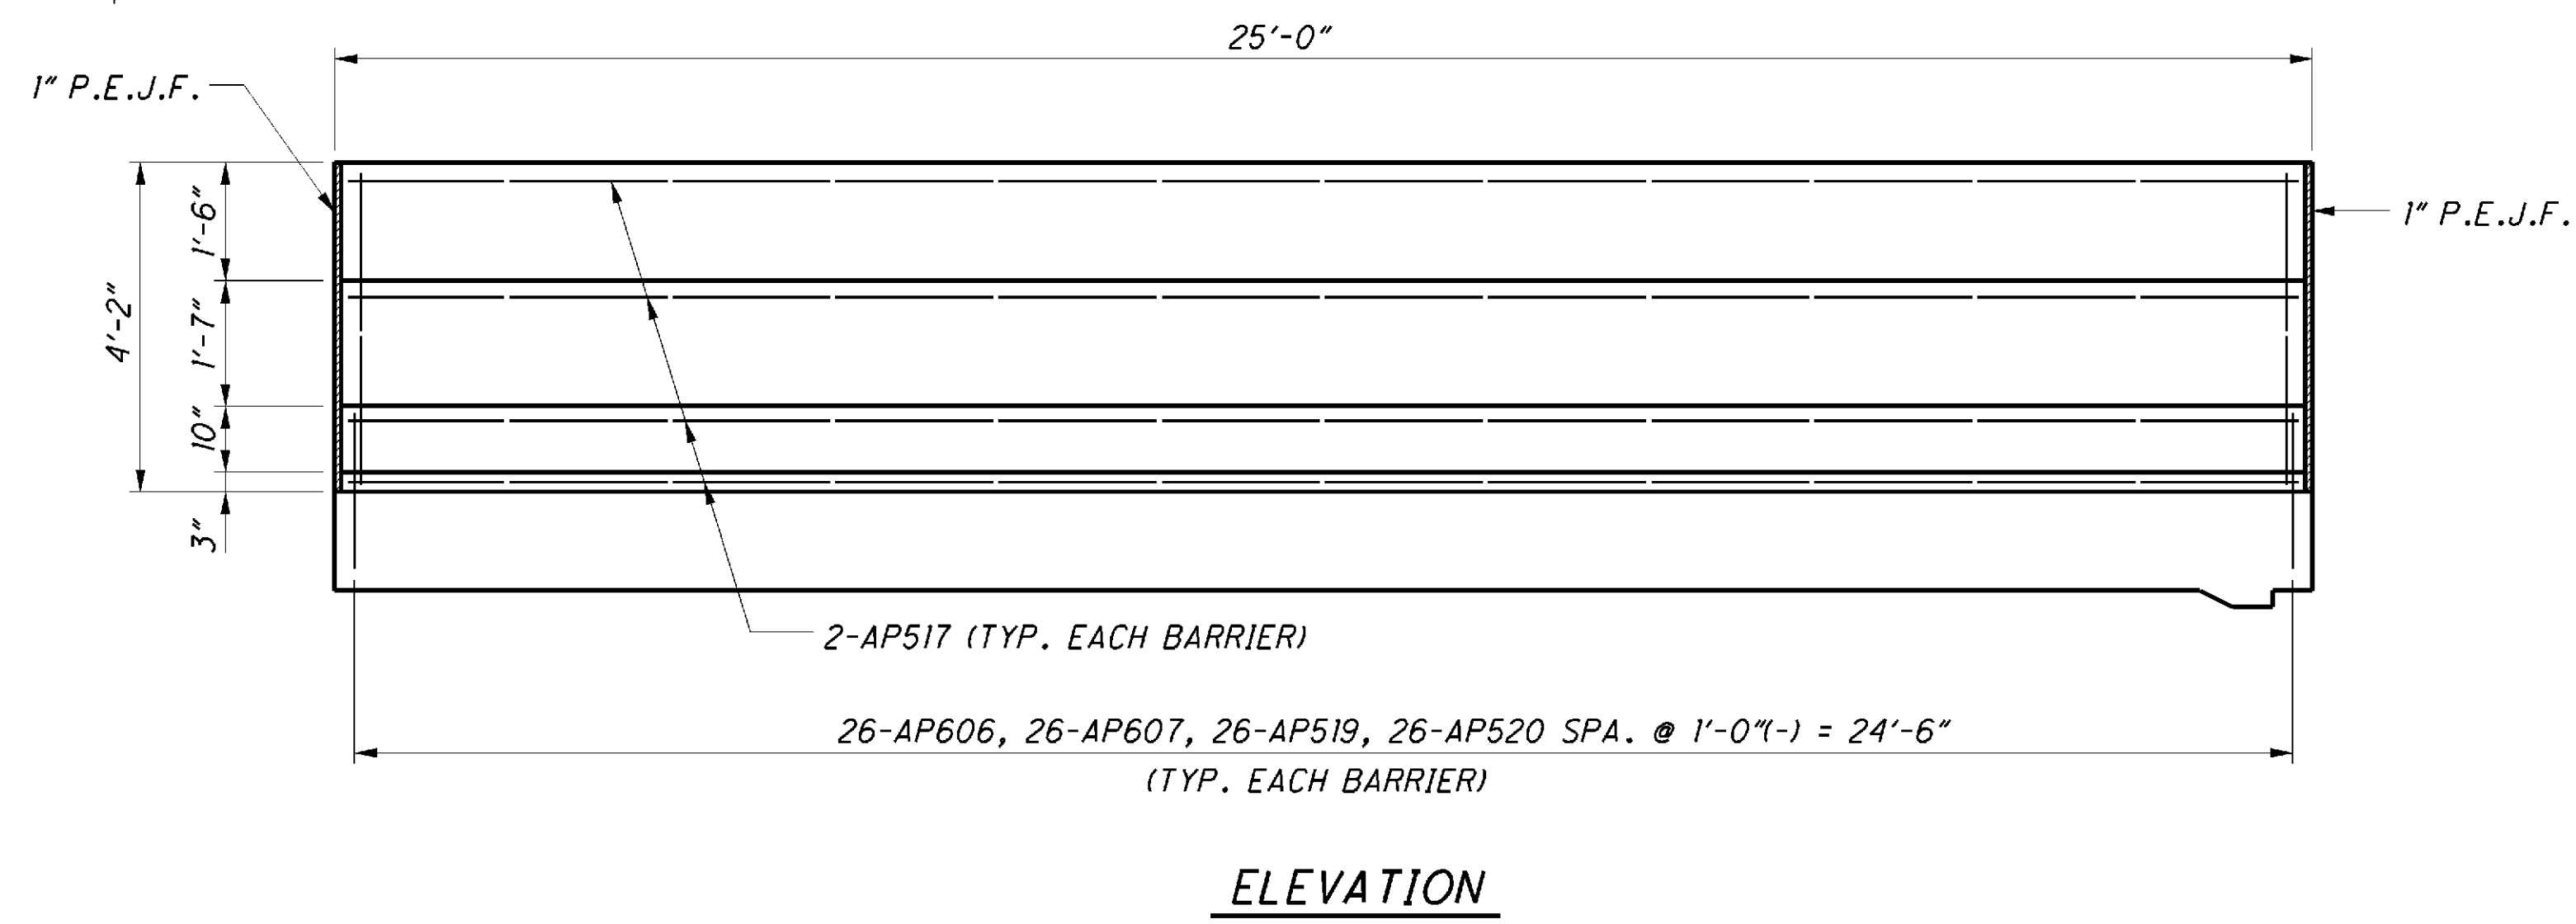 25'-0"
1" P.E.J.F.
1" P.E.J.F.
4'-2"
1'-6"
1'-7"
10"
3"
2-AP517 (TYP. EACH BARRIER)
26-AP606, 26-AP607, 26-AP519, 26-AP520 SPA. @ 1'-0"(-) = 24'-6"
(TYP. EACH BARRIER)
ELEVATION